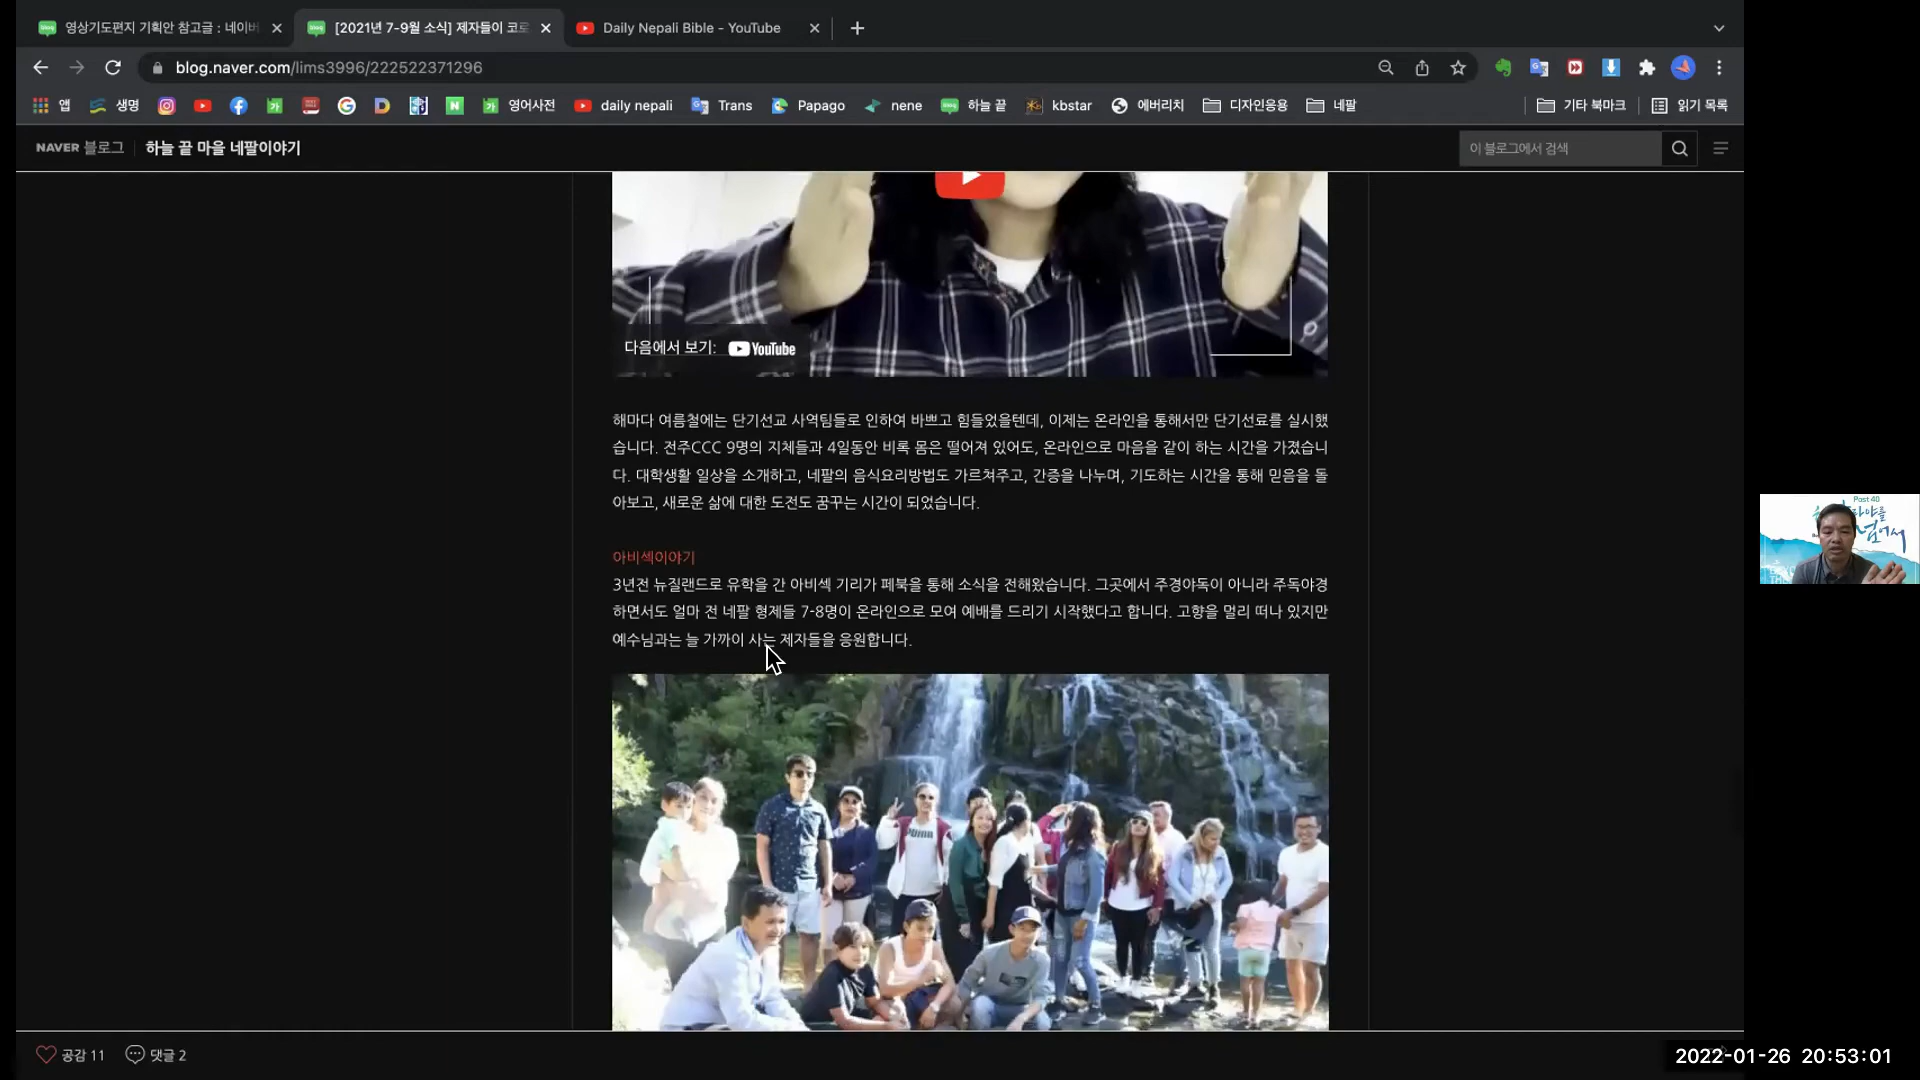 영상기도편지 기획안 참고글 : 네이버
[2021년 7-9월 소식] 제자들이 코로
Daily Nepali Bible - YouTube
blog.naver.com/lims3996/222522371296
앱 생명 영어사전 daily nepali Trans Papago nene 하늘 끝 kbstar 에버리치 디자인응용 네팔 기타 북마크 읽기 목록
NAVER 블로그 하늘 끝 마을 네팔이야기
이 블로그에서 검색
다음에서 보기: YouTube
해마다 여름철에는 단기선교 사역팀들로 인하여 바쁘고 힘들었을텐데, 이제는 온라인을 통해서만 단기선료를 실시했
습니다. 전주CCC 9명의 지체들과 4일동안 비록 몸은 떨어져 있어도, 온라인으로 마음을 같이 하는 시간을 가졌습니
다. 대학생활 일상을 소개하고, 네팔의 음식요리방법도 가르쳐주고, 간증을 나누며, 기도하는 시간을 통해 믿음을 돌
아보고, 새로운 삶에 대한 도전도 꿈꾸는 시간이 되었습니다.
아비섹이야기
3년전 뉴질랜드로 유학을 간 아비섹 기리가 페북을 통해 소식을 전해왔습니다. 그곳에서 주경야독이 아니라 주독야경
하면서도 얼마 전 네팔 형제들 7-8명이 온라인으로 모여 예배를 드리기 시작했다고 합니다. 고향을 멀리 떠나 있지만
예수님과는 늘 가까이 사는 제자들을 응원합니다.
PUMA
Post 40
넘어서
공감 11 댓글 2
2022-01-26 20:53:01